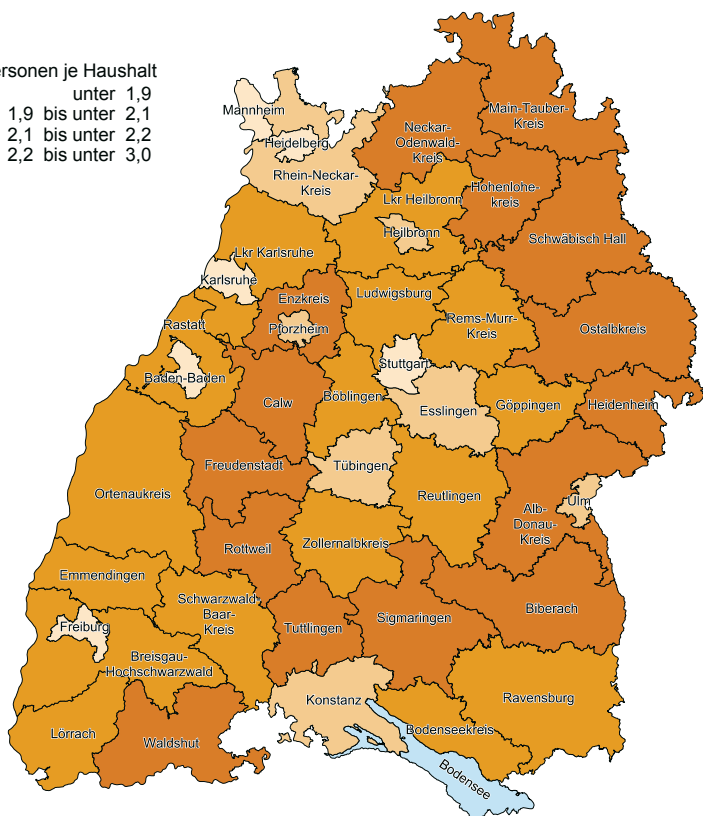 ersonen je Haushalt
unter 1,9
1,9 bis unter 2,1
2,1 bis unter 2,2
2,2 bis unter 3,0
Mannheim
Heidelberg
Rhein-Neckar-
Kreis
Neckar-
Odenwald-
Kreis
Main-Tauber-
Kreis
Hohenlohe-
kreis
Lkr Heilbronn
Heilbronn
Schwäbisch Hall
Lkr Karlsruhe
Karlsruhe
Enzkreis
Pforzheim
Ludwigsburg
Rems-Murr-
Kreis
Ostalbkreis
Rastatt
Baden-Baden
Stuttgart
Calw
Böblingen
Esslingen
Göppingen
Heidenheim
Freudenstadt
Tübingen
Reutlingen
Ortenaukreis
Alb-
Donau-
Kreis
Ulm
Rottweil
Zollernalbkreis
Emmendingen
Schwarzwald
Baar-
Kreis
Biberach
Freiburg
Tuttlingen
Sigmaringen
Breisgau-
Hochschwarzwald
Konstanz
Ravensburg
Lörrach
Waldshut
Bodenseekreis
Bodensee